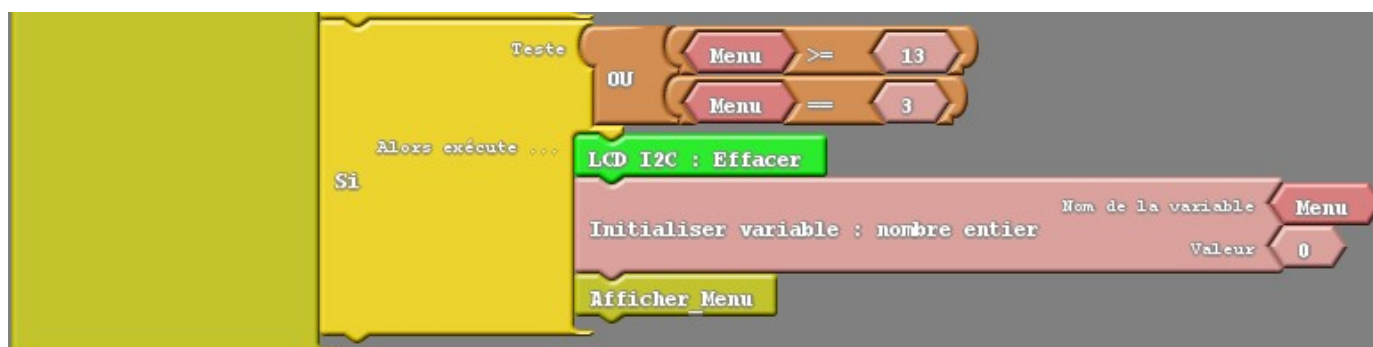 Teste
OU
Menu >= 13
Menu == 3
Alors exécute ...
Si
LCD I2C : Effacer
Initialiser variable : nombre entier
Nom de la variable Menu
Valeur 0
Afficher_Menu